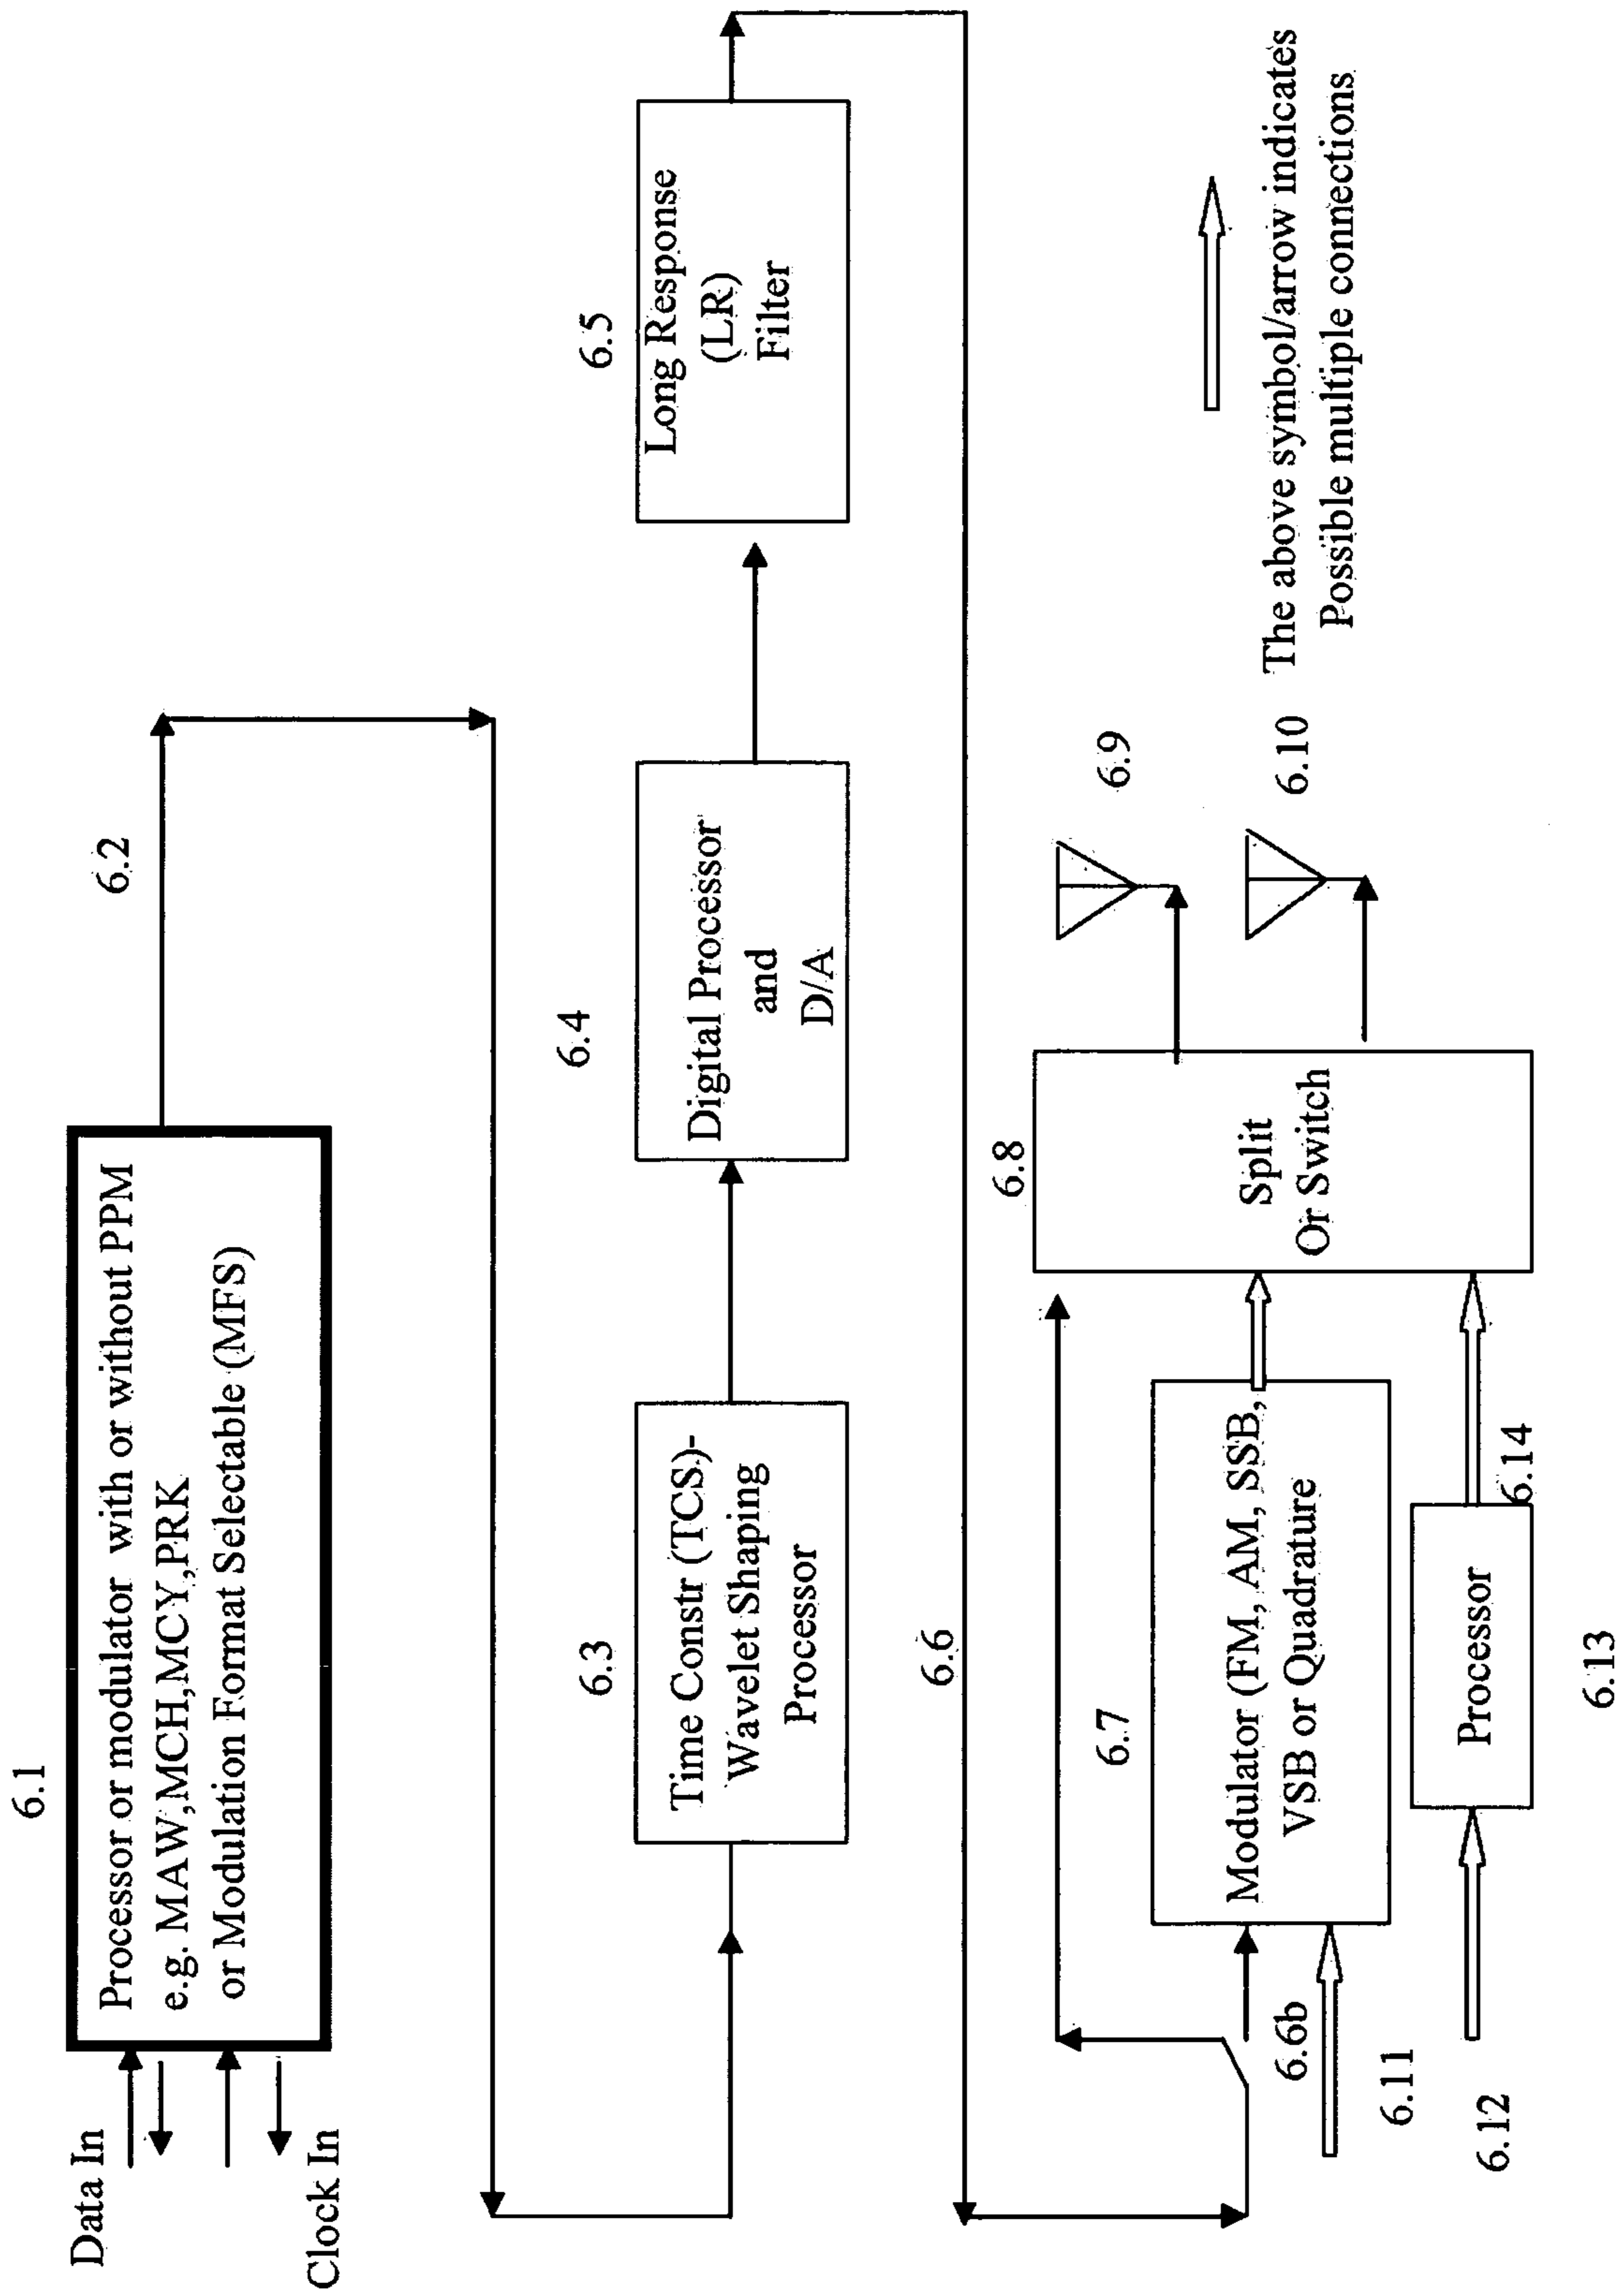 6.1
Data In
Clock In
Processor or modulator with or without PPM
e.g. MAW,MCH,MCY,PRK
or Modulation Format Selectable (MFS)
6.2
6.3
Time Constr (TCS)-
Wavelet Shaping
Processor
6.4
Digital Processor
and
D/A
6.5
Long Response
(LR)
Filter
6.6
6.7
Modulator (FM, AM, SSB,
VSB or Quadrature
6.6b
6.11
6.12
Processor
6.13
6.14
6.8
Split
Or Switch
6.9
6.10
The above symbol/arrow indicates
Possible multiple connections